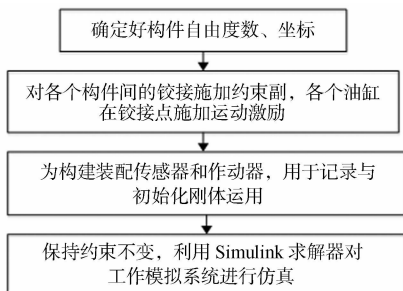 确定好构件自由度数、坐标
对各个构件间的铰接施加约束副，各个油缸
在铰接点施加运动激励
为构建装配传感器和作动器，用于记录与
初始化刚体运用
保持约束不变，利用 Simulink 求解器对
工作模拟系统进行仿真